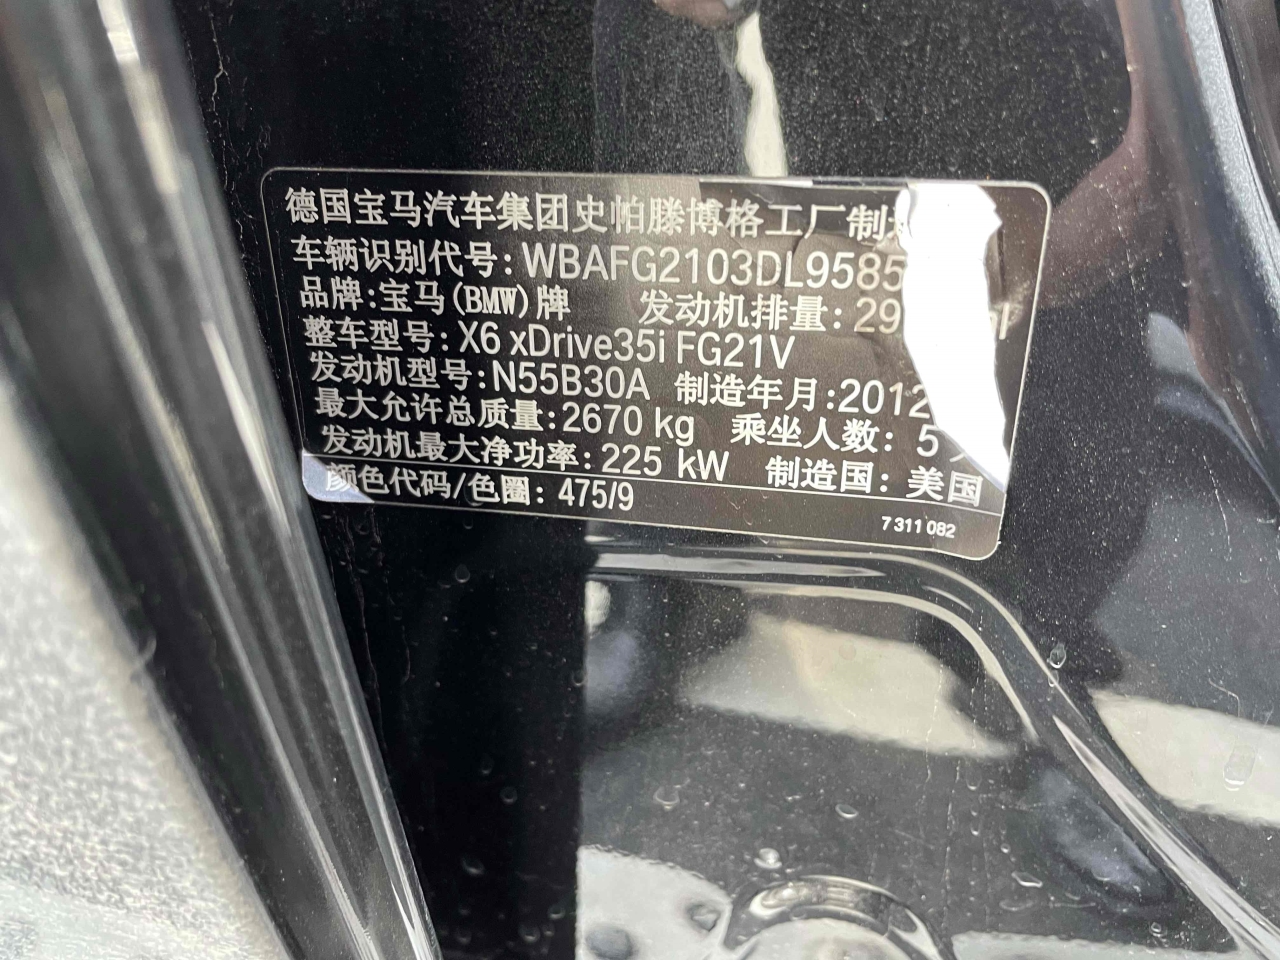 德国宝马汽车集团史帕滕博格工厂制
车辆识别代号: WBAFG2103DL9585
品牌:宝马(BMW)牌 发动机排量: 29
整车型号: X6 xDrive35i FG21V
发动机型号:N55B30A 制造年月:2012
最大允许总质量:2670 kg 乘坐人数: 5
发动机最大净功率: 225 kW 制造国: 美国
颜色代码/色圈: 475/9
7 311 082